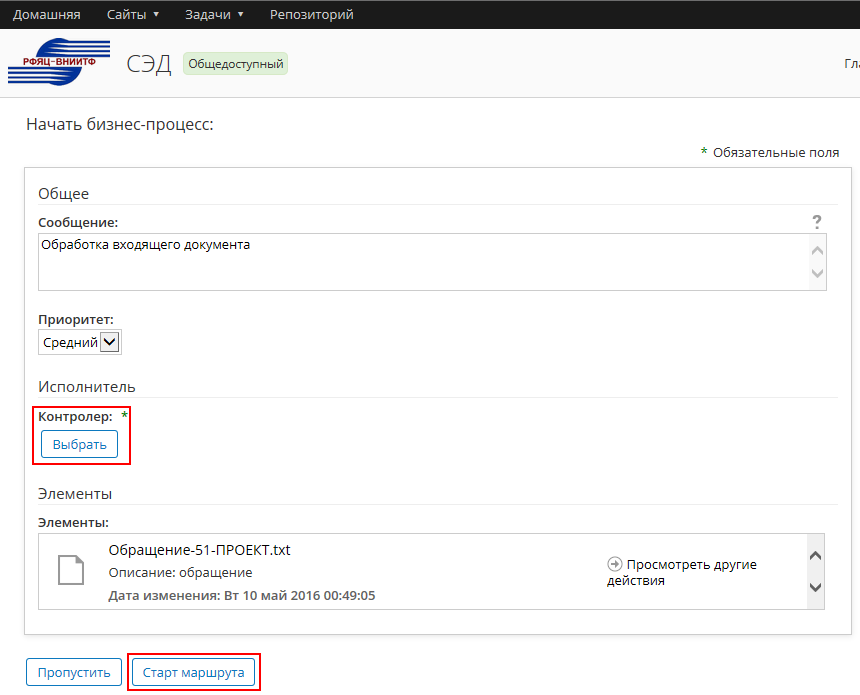 Домашняя Сайты Задачи Репозиторий
РФЯЦ-ВНИИТФ СЭД Общедоступный Гла
Начать бизнес-процесс:
* Обязательные поля
Общее
Сообщение: ?
Обработка входящего документа
Приоритет:
Средний
Исполнитель
Контролер: *
Выбрать
Элементы
Элементы:
Обращение-51-ПРОЕКТ.txt
Описание: обращение
Просмотреть другие
действия
Дата изменения: Вт 10 май 2016 00:49:05
Пропустить Старт маршрута